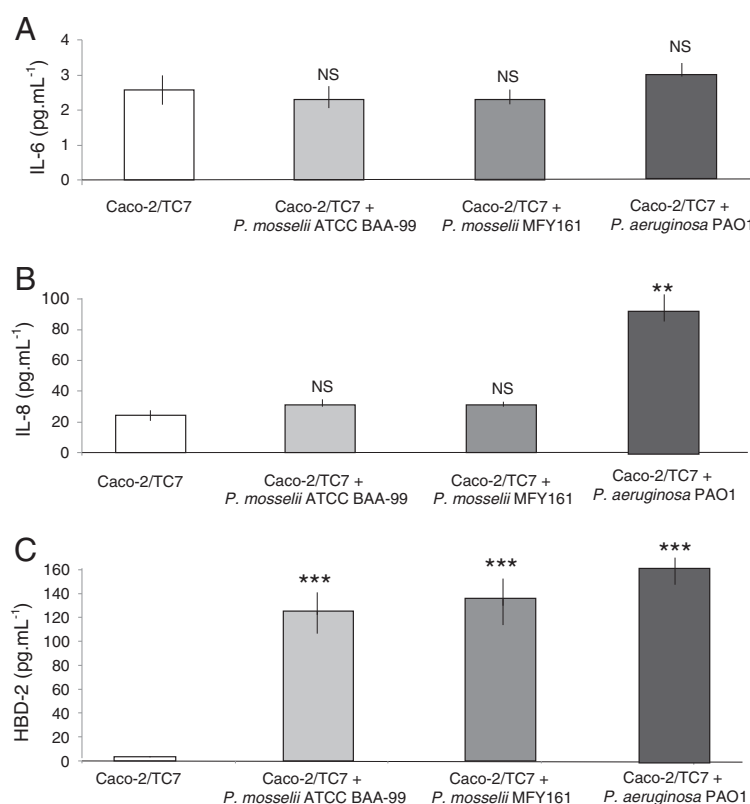 A
IL-6 (pg.mL⁻¹)
4
3
2
1
0
NS
NS
NS
Caco-2/TC7
Caco-2/TC7 +
P. mosselii ATCC BAA-99
Caco-2/TC7 +
P. mosselii MFY161
Caco-2/TC7 +
P. aeruginosa PAO1
B
IL-8 (pg.mL⁻¹)
100
80
60
40
20
0
NS
NS
**
Caco-2/TC7
Caco-2/TC7 +
P. mosselii ATCC BAA-99
Caco-2/TC7 +
P. mosselii MFY161
Caco-2/TC7 +
P. aeruginosa PAO1
C
HBD-2 (pg.mL⁻¹)
160
140
120
100
80
60
40
20
0
***
***
***
Caco-2/TC7
Caco-2/TC7 +
P. mosselii ATCC BAA-99
Caco-2/TC7 +
P. mosselii MFY161
Caco-2/TC7 +
P. aeruginosa PAO1